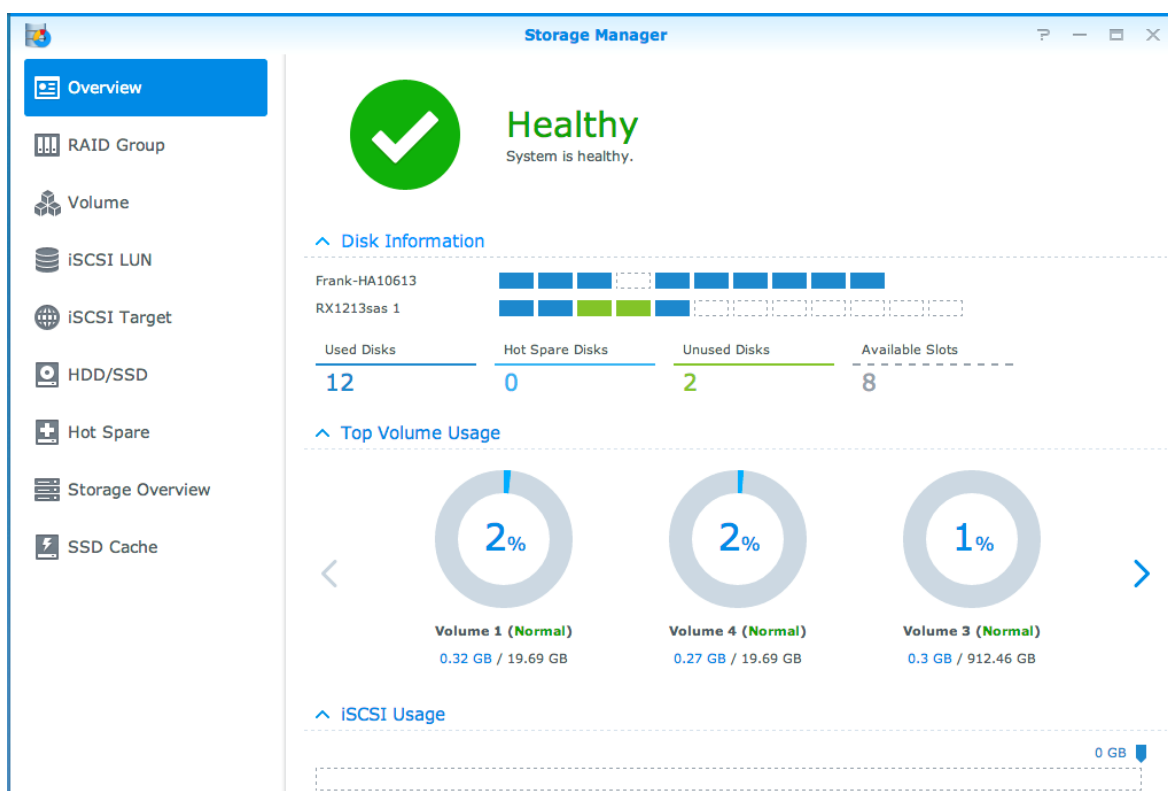 Storage Manager
Overview
RAID Group
Volume
iSCSI LUN
iSCSI Target
HDD/SSD
Hot Spare
Storage Overview
SSD Cache
Healthy
System is healthy.
Disk Information
Frank-HA10613
RX1213sas 1
Used Disks Hot Spare Disks Unused Disks Available Slots
12 0 2 8
Top Volume Usage
2% 2% 1%
Volume 1 (Normal) Volume 4 (Normal) Volume 3 (Normal)
0.32 GB / 19.69 GB 0.27 GB / 19.69 GB 0.3 GB / 912.46 GB
iSCSI Usage
0 GB